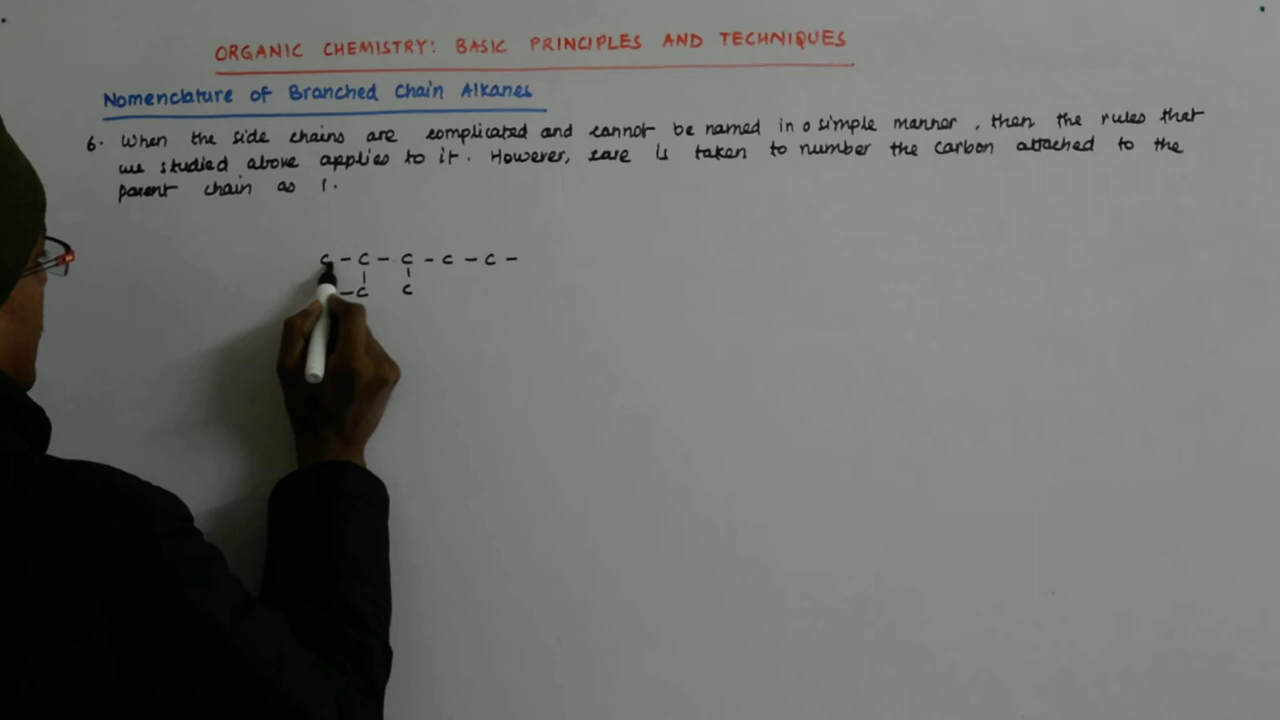 ORGANIC CHEMISTRY: BASIC PRINCIPLES AND TECHNIQUES
Nomenclature of Branched Chain Alkanes
6. When the side chains are complicated and cannot be named in a simple manner, then the rules that
we studied above applies to it. However, care is taken to number the carbon attached to the
parent chain as 1.
C - C - C - C - C -
| |
- C C